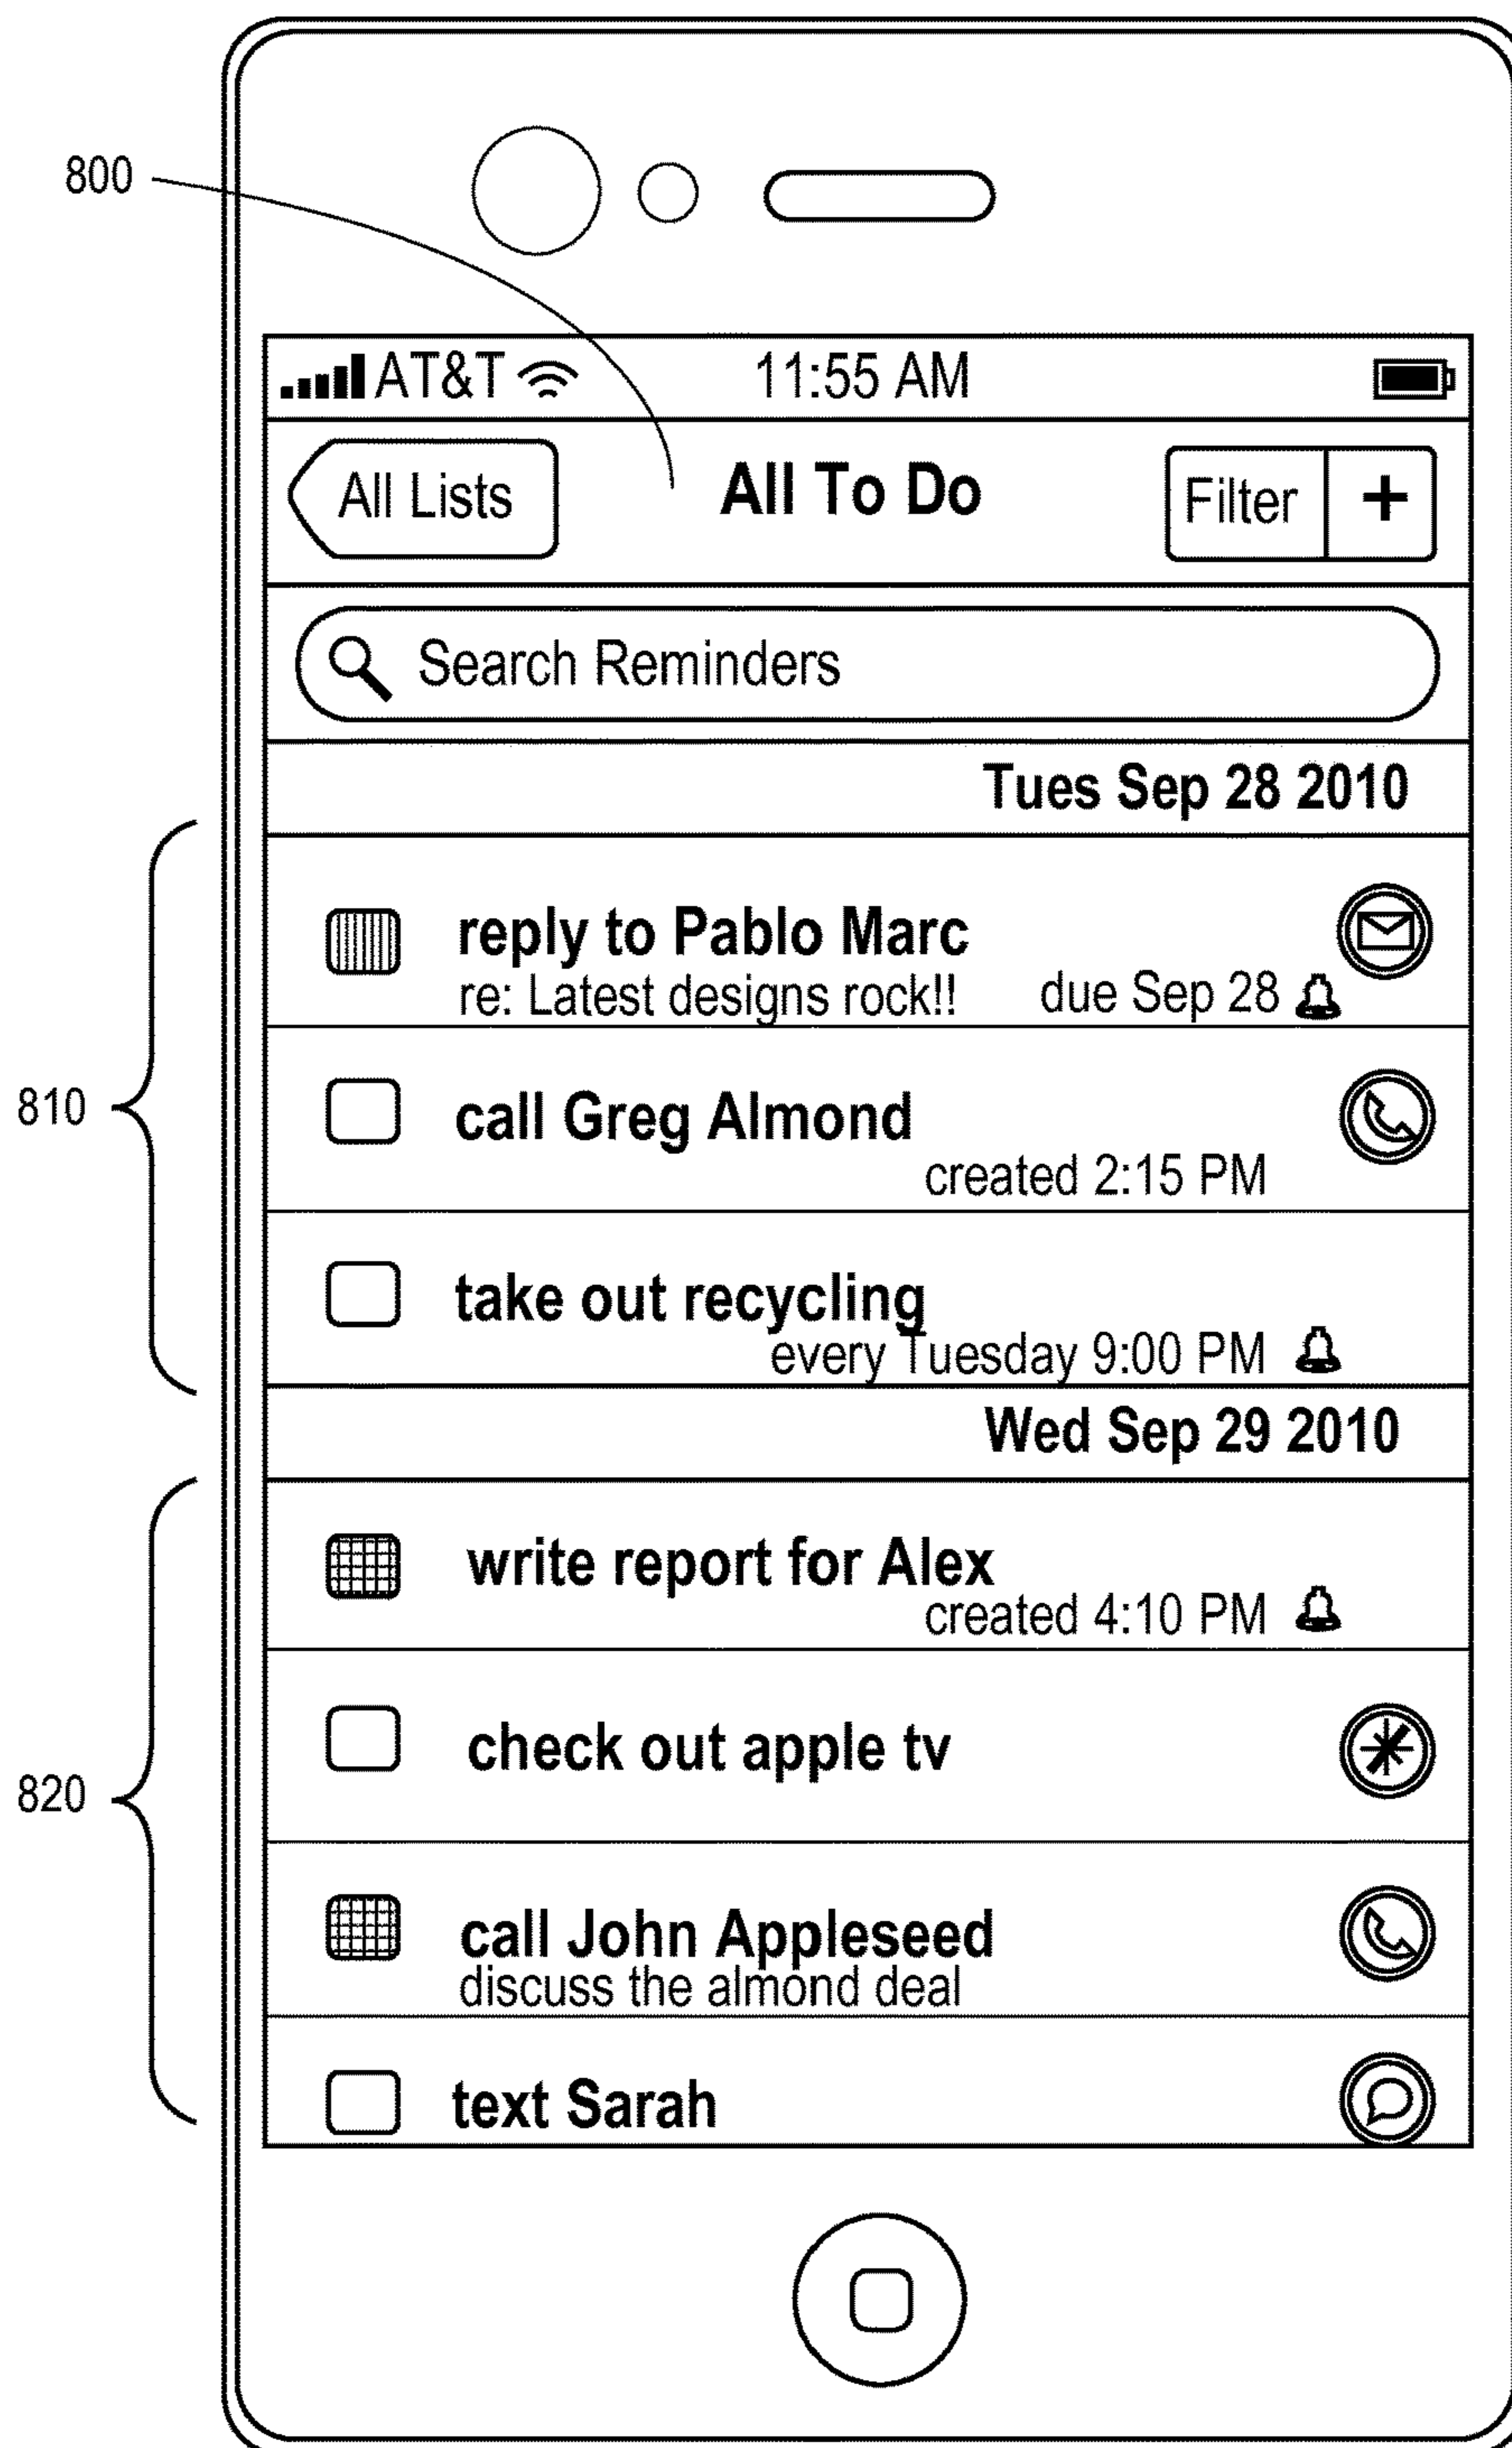 800
AT&T 11:55 AM
All Lists All To Do Filter +
Search Reminders
Tues Sep 28 2010
reply to Pablo Marc
re: Latest designs rock!! due Sep 28
810
call Greg Almond
created 2:15 PM
take out recycling
every Tuesday 9:00 PM
Wed Sep 29 2010
write report for Alex
created 4:10 PM
check out apple tv
820
call John Appleseed
discuss the almond deal
text Sarah